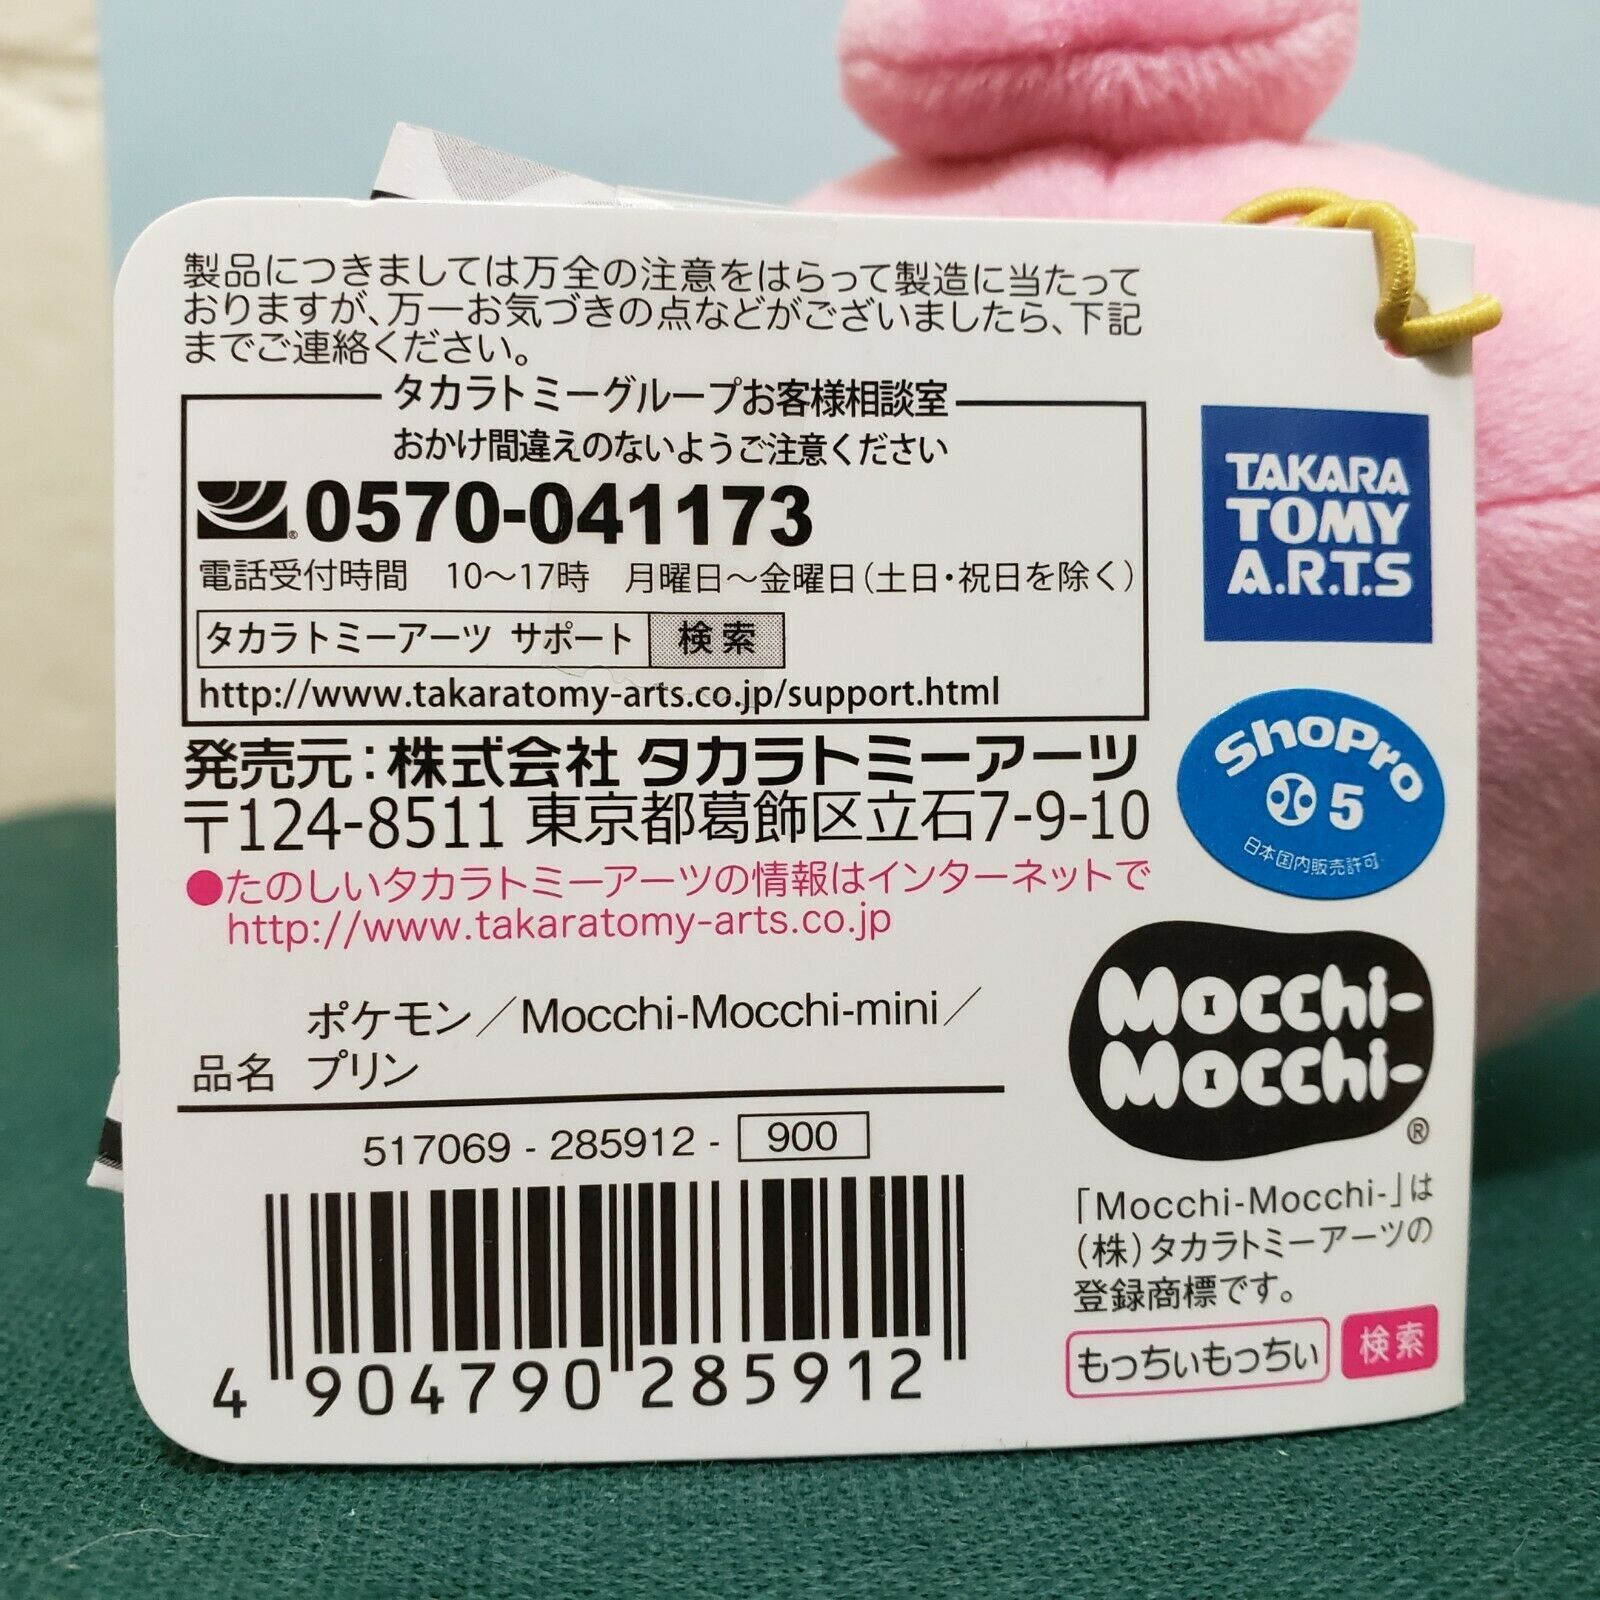 製品につきましては万全の注意をはらって製造に当たって
おりますが、万一お気づきの点などがございましたら、下記
までご連絡ください。
タカラトミーグループお客様相談室
おかけ間違えのないようご注意ください
0570-041173
電話受付時間 10～17時 月曜日～金曜日(土日・祝日を除く)
タカラトミーアーツ サポート 検索
http://www.takaratomy-arts.co.jp/support.html
発売元:株式会社 タカラトミーアーツ
〒124-8511 東京都葛飾区立石7-9-10
●たのしいタカラトミーアーツの情報はインターネットで
http://www.takaratomy-arts.co.jp
ポケモン／Mocchi-Mocchi-mini／
品名 プリン
517069 - 285912 - 900
4 904790 285912
TAKARA
TOMY
A.R.T.S
ShoPro
5
日本国内販売許可
Mocchi-
Mocchi-
®
「Mocchi-Mocchi-」は
(株)タカラトミーアーツの
登録商標です。
もっちぃもっちぃ 検索